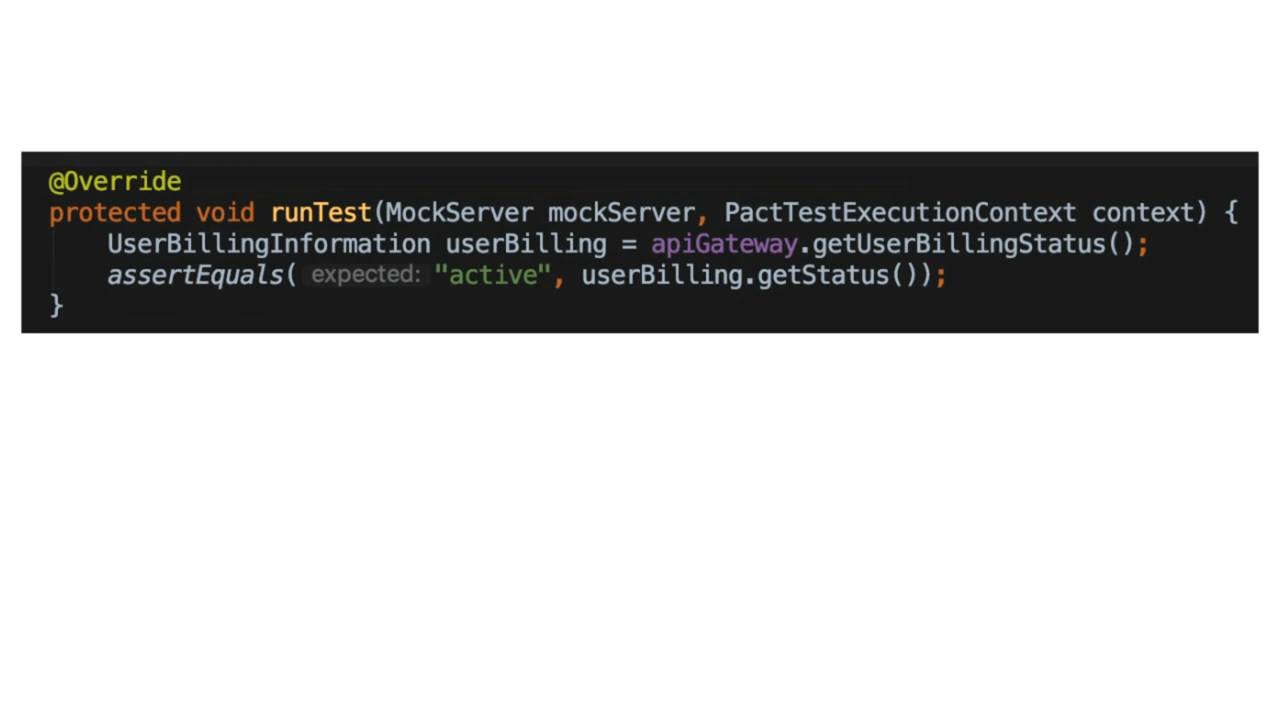 @Override
protected void runTest(MockServer mockServer, PactTestExecutionContext context) {
UserBillingInformation userBilling = apiGateway.getUserBillingStatus();
assertEquals( expected: "active", userBilling.getStatus());
}